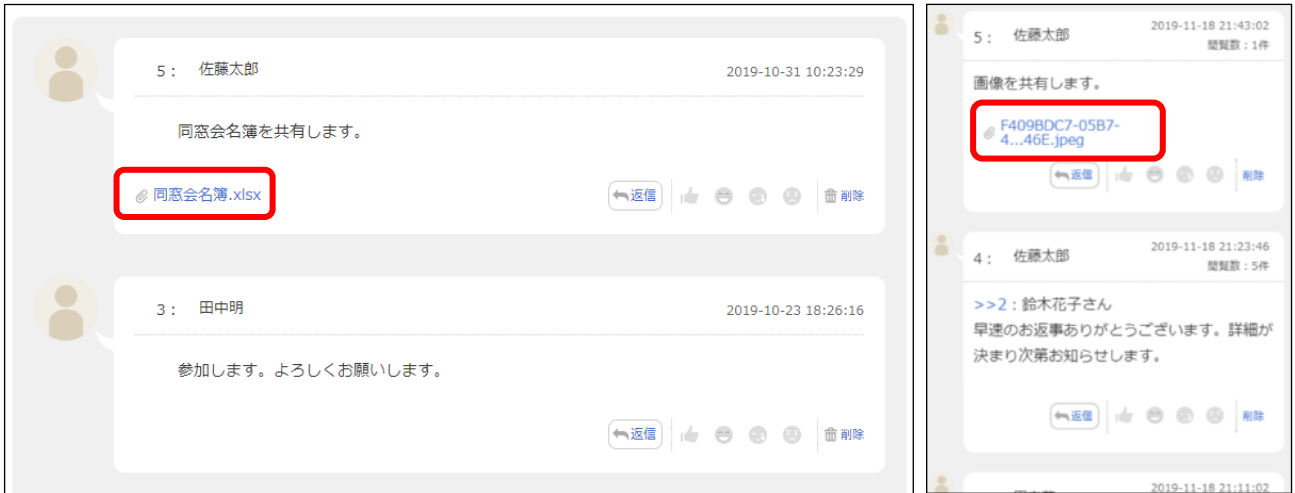 5： 佐藤太郎 2019-10-31 10:23:29
同窓会名簿を共有します。
同窓会名簿.xlsx 返信 削除
3： 田中明 2019-10-23 18:26:16
参加します。よろしくお願いします。
返信 削除
5： 佐藤太郎 2019-11-18 21:43:02
閲覧数：1件
画像を共有します。
F409BDC7-05B7-
4...46E.jpeg
返信 削除
4： 佐藤太郎 2019-11-18 21:23:46
閲覧数：5件
>>2：鈴木花子さん
早速のお返事ありがとうございます。詳細が
決まり次第お知らせします。
返信 削除
2019-11-18 21:11:02